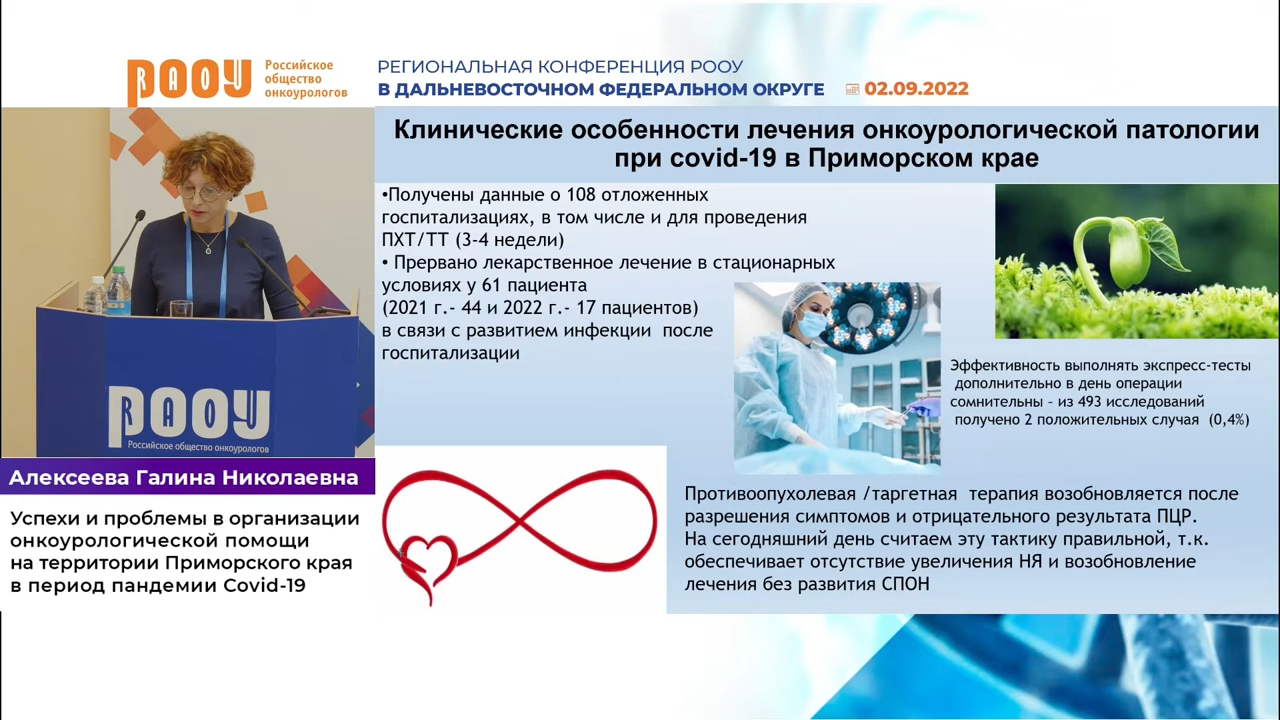 РООУ
Российское
общество
онкоурологов
РЕГИОНАЛЬНАЯ КОНФЕРЕНЦИЯ РООУ
В ДАЛЬНЕВОСТОЧНОМ ФЕДЕРАЛЬНОМ ОКРУГЕ
02.09.2022
Клинические особенности лечения онкоурологической патологии
при covid-19 в Приморском крае
•Получены данные о 108 отложенных
госпитализациях, в том числе и для проведения
ПХТ/ТТ (3-4 недели)
• Прервано лекарственное лечение в стационарных
условиях у 61 пациента
(2021 г.- 44 и 2022 г.- 17 пациентов)
в связи с развитием инфекции после
госпитализации
Эффективность выполнять экспресс-тесты
дополнительно в день операции
сомнительны – из 493 исследований
получено 2 положительных случая (0,4%)
Противоопухолевая /таргетная терапия возобновляется после
разрешения симптомов и отрицательного результата ПЦР.
На сегодняшний день считаем эту тактику правильной, т.к.
обеспечивает отсутствие увеличения НЯ и возобновление
лечения без развития СПОН
РООУ
RAOU
Российское общество онкоурологов
Алексеева Галина Николаевна
Успехи и проблемы в организации
онкоурологической помощи
на территории Приморского края
в период пандемии Covid-19